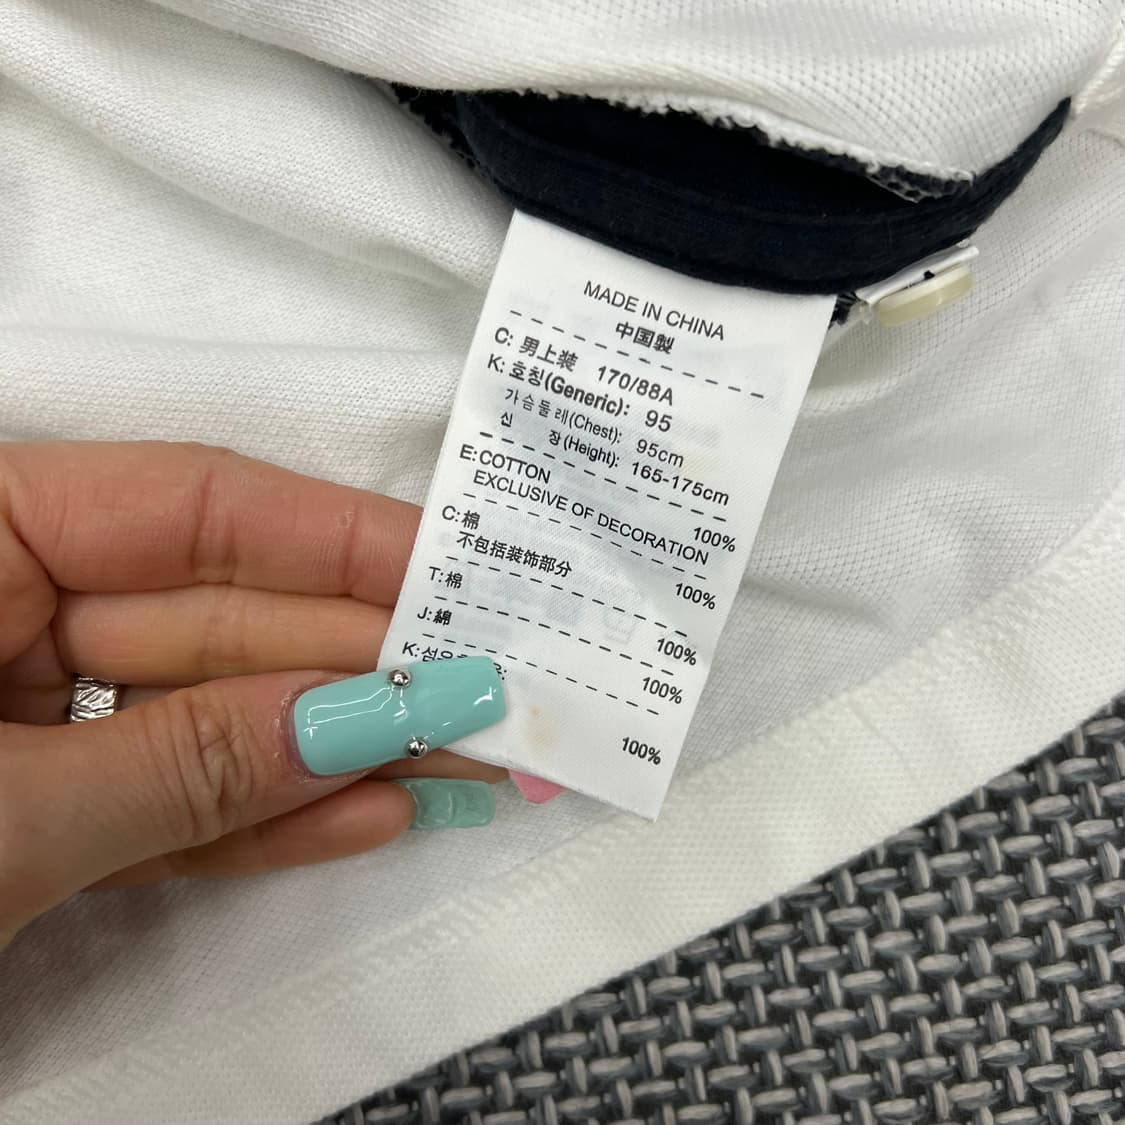 MADE IN CHINA
中国製
C: 男上装 170/88A
K: 호칭(Generic): 95
가슴둘레(Chest): 95cm
신 장(Height): 165-175cm
E: COTTON 100%
EXCLUSIVE OF DECORATION
C: 棉 100%
不包括装饰部分
T: 棉 100%
J: 綿 100%
K: 100%